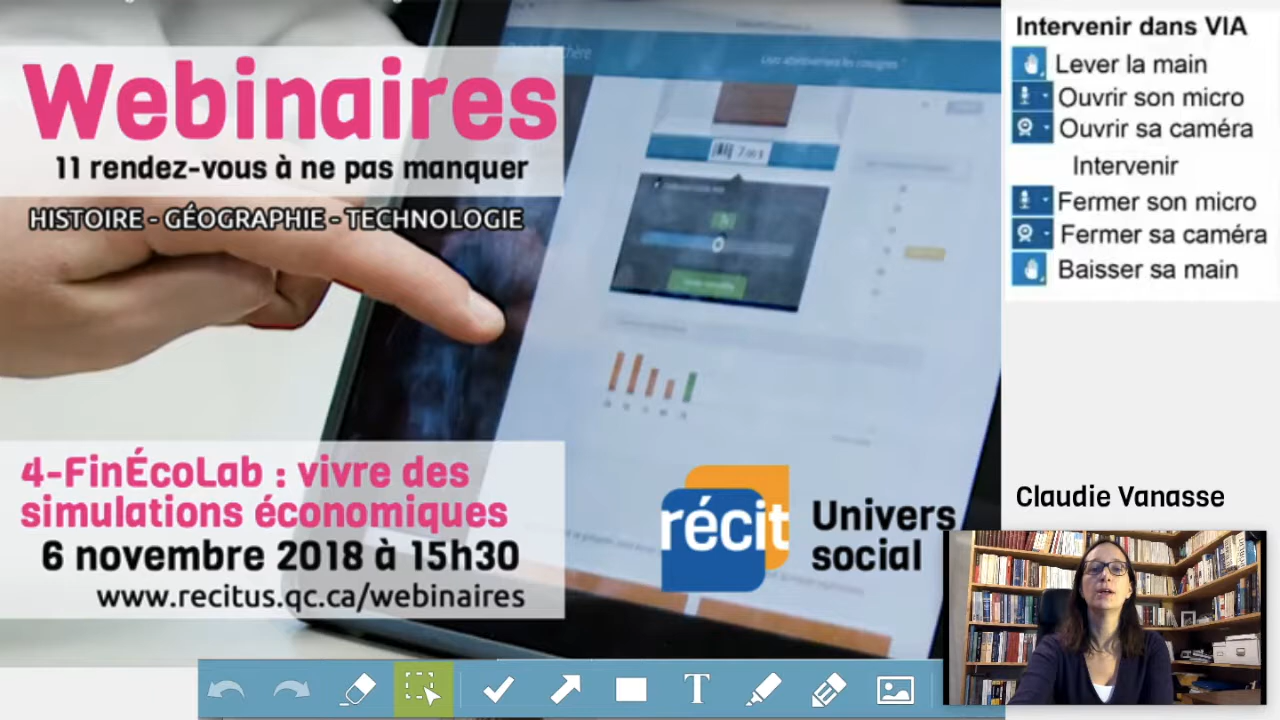 Webinaires
11 rendez-vous à ne pas manquer
HISTOIRE - GÉOGRAPHIE - TECHNOLOGIE
4-FinÉcoLab : vivre des
simulations économiques
6 novembre 2018 à 15h30
www.recitus.qc.ca/webinaires
récit
Univers
social
T
Intervenir dans VIA
Lever la main
Ouvrir son micro
Ouvrir sa caméra
Intervenir
Fermer son micro
Fermer sa caméra
Baisser sa main
Claudie Vanasse